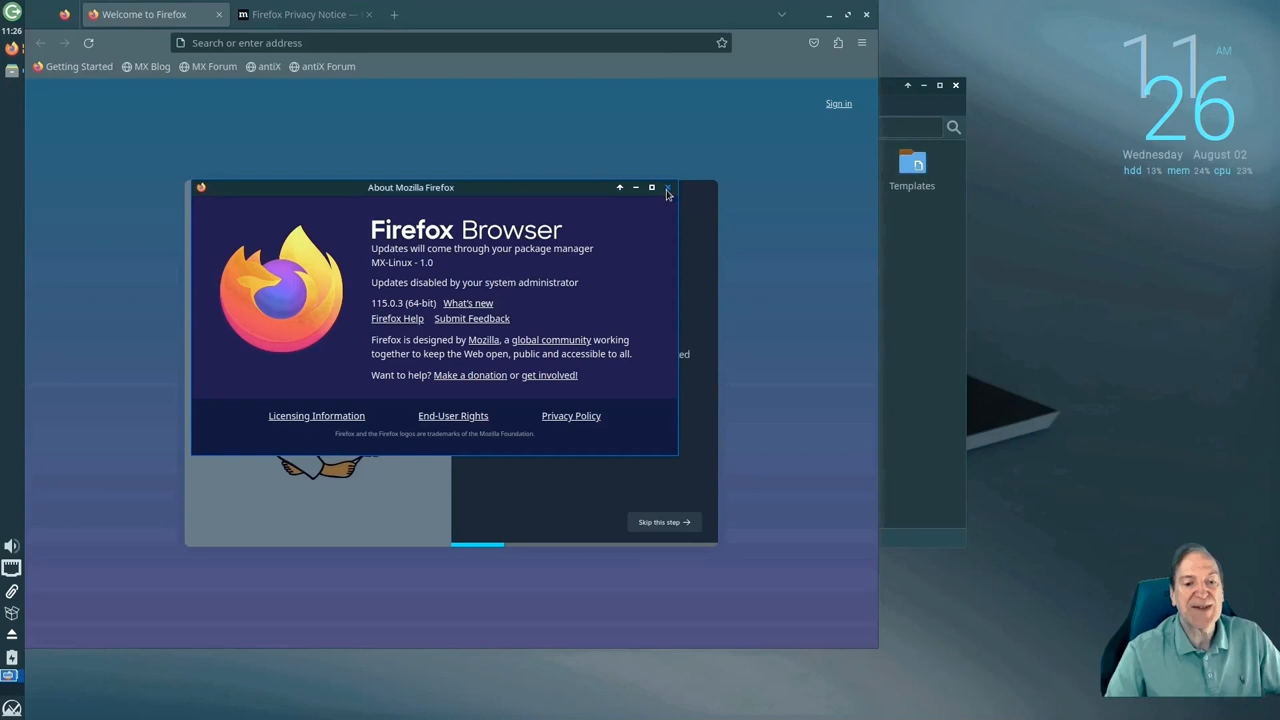 11:26
Welcome to Firefox
m Firefox Privacy Notice —
Search or enter address
Getting Started
MX Blog
MX Forum
antiX
antiX Forum
Sign in
Templates
11 AM
26
Wednesday August 02
hdd 13% mem 24% cpu 23%
About Mozilla Firefox
Firefox Browser
Updates will come through your package manager
MX-Linux - 1.0
Updates disabled by your system administrator
115.0.3 (64-bit) What's new
Firefox Help Submit Feedback
Firefox is designed by Mozilla, a global community working
together to keep the Web open, public and accessible to all.
Want to help? Make a donation or get involved!
Licensing Information End-User Rights Privacy Policy
Firefox and the Firefox logos are trademarks of the Mozilla Foundation.
ed
Skip this step